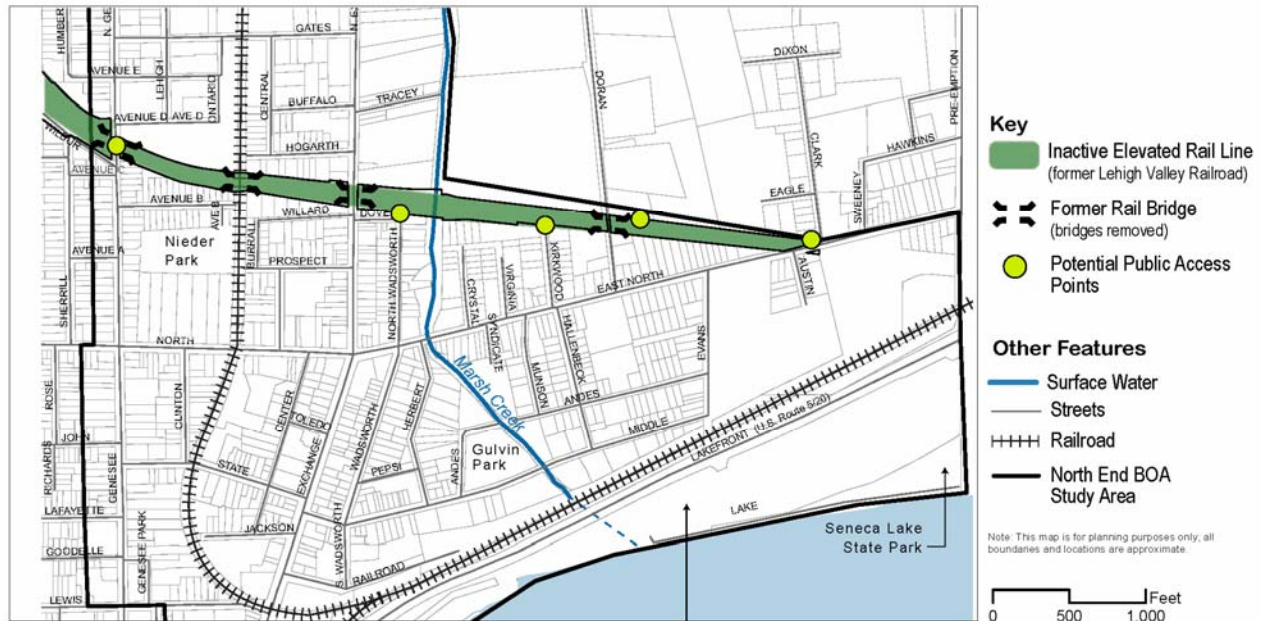 HUMBER
N. GE
GATES
N. E
AVENUE E
LEHIGH
ONTARIO
CENTRAL
BUFFALO
TRACEY
DORAN
DIXON
PRE-EMPTION
AVENUE D
AVE D
HOGARTH
WILBUR
AVENUE C
CLARK
HAWKINS
EAGLE
SWEENEY
AVENUE B
AVE B
WILLARD
DOVE
BURRALL
AVENUE A
Nieder
Park
PROSPECT
NORTH WADSWORTH
KIRKWOOD
VIRGINIA
CRYSTAL
EAST NORTH
AUSTIN
SHERRILL
NORTH
SYNDICATE
HALLENBECK
MUNSON
EVANS
Marsh Creek
ROSE
CLINTON
CENTER
TOLEDO
EXCHANGE
WADSWORTH
HERBERT
ANDES
MIDDLE
LAKEFRONT (U.S. Route 5/20)
JOHN
RICHARDS
GENESEE
STATE
PEPSI
ANDES
Gulvin
Park
LAFAYETTE
JACKSON
LAKE
GOODELLE
GENESEE PARK
S. WADSWORTH
RAILROAD
LEWIS
Seneca Lake
State Park
Key
Inactive Elevated Rail Line
(former Lehigh Valley Railroad)
Former Rail Bridge
(bridges removed)
Potential Public Access
Points
Other Features
Surface Water
Streets
Railroad
North End BOA
Study Area
Note: This map is for planning purposes only; all
boundaries and locations are approximate.
Feet
0 500 1,000